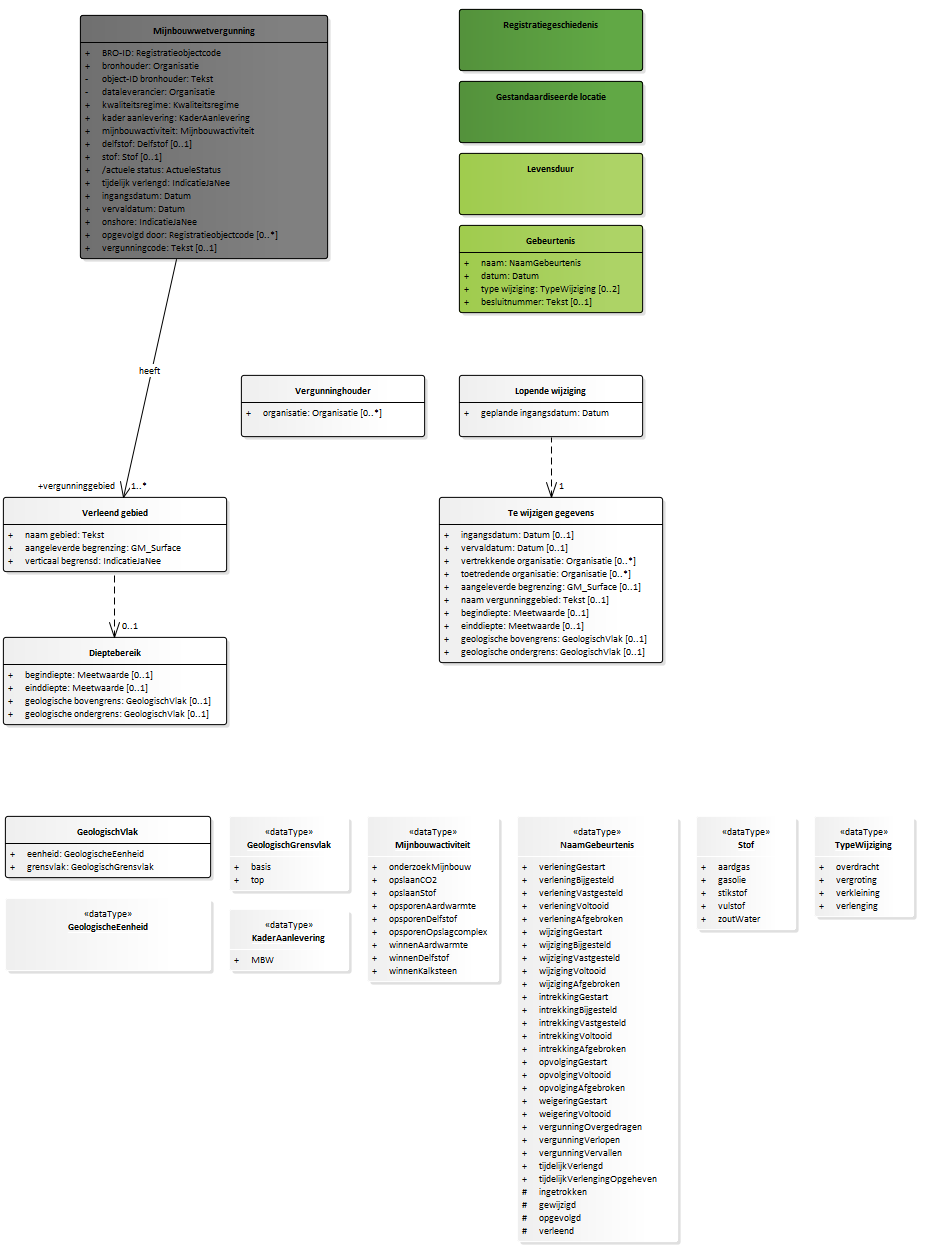 Mijnbouwwetvergunning
+ BRO-ID: Registratieobjectcode
+ bronhouder: Organisatie
- object-ID bronhouder: Tekst
- dataleverancier: Organisatie
+ kwaliteitsregime: Kwaliteitsregime
+ kader aanlevering: KaderAanlevering
+ mijnbouwactiviteit: Mijnbouwactiviteit
+ delfstof: Delfstof [0..1]
+ stof: Stof [0..1]
+ /actuele status: ActueleStatus
+ tijdelijk verlengd: IndicatieJaNee
+ ingangsdatum: Datum
+ vervaldatum: Datum
+ onshore: IndicatieJaNee
+ opgevolgd door: Registratieobjectcode [0..*]
+ vergunningcode: Tekst [0..1]
Registratiegeschiedenis
Gestandaardiseerde locatie
Levensduur
Gebeurtenis
+ naam: NaamGebeurtenis
+ datum: Datum
+ type wijziging: TypeWijziging [0..2]
+ besluitnummer: Tekst [0..1]
heeft
Vergunninghouder
+ organisatie: Organisatie [0..*]
Lopende wijziging
+ geplande ingangsdatum: Datum
+vergunninggebied 1..*
1
Verleend gebied
+ naam gebied: Tekst
+ aangeleverde begrenzing: GM_Surface
+ verticaal begrensd: IndicatieJaNee
0..1
Dieptebereik
+ begindiepte: Meetwaarde [0..1]
+ einddiepte: Meetwaarde [0..1]
+ geologische bovengrens: GeologischVlak [0..1]
+ geologische ondergrens: GeologischVlak [0..1]
Te wijzigen gegevens
+ ingangsdatum: Datum [0..1]
+ vervaldatum: Datum [0..1]
+ vertrekkende organisatie: Organisatie [0..*]
+ toetredende organisatie: Organisatie [0..*]
+ aangeleverde begrenzing: GM_Surface [0..1]
+ naam vergunninggebied: Tekst [0..1]
+ begindiepte: Meetwaarde [0..1]
+ einddiepte: Meetwaarde [0..1]
+ geologische bovengrens: GeologischVlak [0..1]
+ geologische ondergrens: GeologischVlak [0..1]
GeologischVlak
+ eenheid: GeologischeEenheid
+ grensvlak: GeologischGrensvlak
«dataType»
GeologischeEenheid
«dataType»
GeologischGrensvlak
+ basis
+ top
«dataType»
KaderAanlevering
+ MBW
«dataType»
Mijnbouwactiviteit
+ onderzoekMijnbouw
+ opslaanCO2
+ opslaanStof
+ opsporenAardwarmte
+ opsporenDelfstof
+ opsporenOpslagcomplex
+ winnenAardwarmte
+ winnenDelfstof
+ winnenKalksteen
«dataType»
NaamGebeurtenis
+ verleningGestart
+ verleningBijgesteld
+ verleningVastgesteld
+ verleningVoltooid
+ verleningAfgebroken
+ wijzigingGestart
+ wijzigingBijgesteld
+ wijzigingVastgesteld
+ wijzigingVoltooid
+ wijzigingAfgebroken
+ intrekkingGestart
+ intrekkingBijgesteld
+ intrekkingVastgesteld
+ intrekkingVoltooid
+ intrekkingAfgebroken
+ opvolgingGestart
+ opvolgingVoltooid
+ opvolgingAfgebroken
+ weigeringGestart
+ weigeringVoltooid
+ vergunningOvergedragen
+ vergunningVerlopen
+ vergunningVervallen
+ tijdelijkVerlengd
+ tijdelijkVerlengingOpgeheven
# ingetrokken
# gewijzigd
# opgevolgd
# verleend
«dataType»
Stof
+ aardgas
+ gasolie
+ stikstof
+ vulstof
+ zoutWater
«dataType»
TypeWijziging
+ overdracht
+ vergroting
+ verkleining
+ verlenging